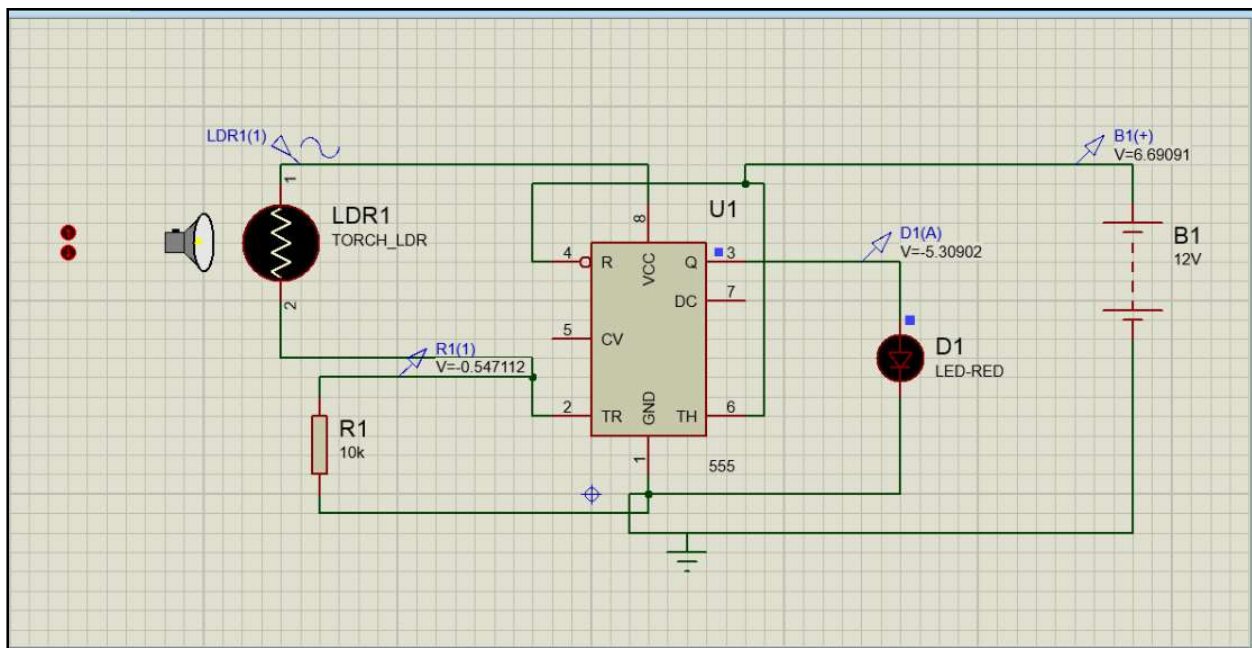 LDR1(1)
1
LDR1
TORCH_LDR
2
R1(1)
V=-0.547112
R1
10k
U1
8
VCC
4
R
Q
3
DC
7
5
CV
2
TR
GND
TH
6
1
555
D1(A)
V=-5.30902
D1
LED-RED
B1(+)
V=6.69091
B1
12V